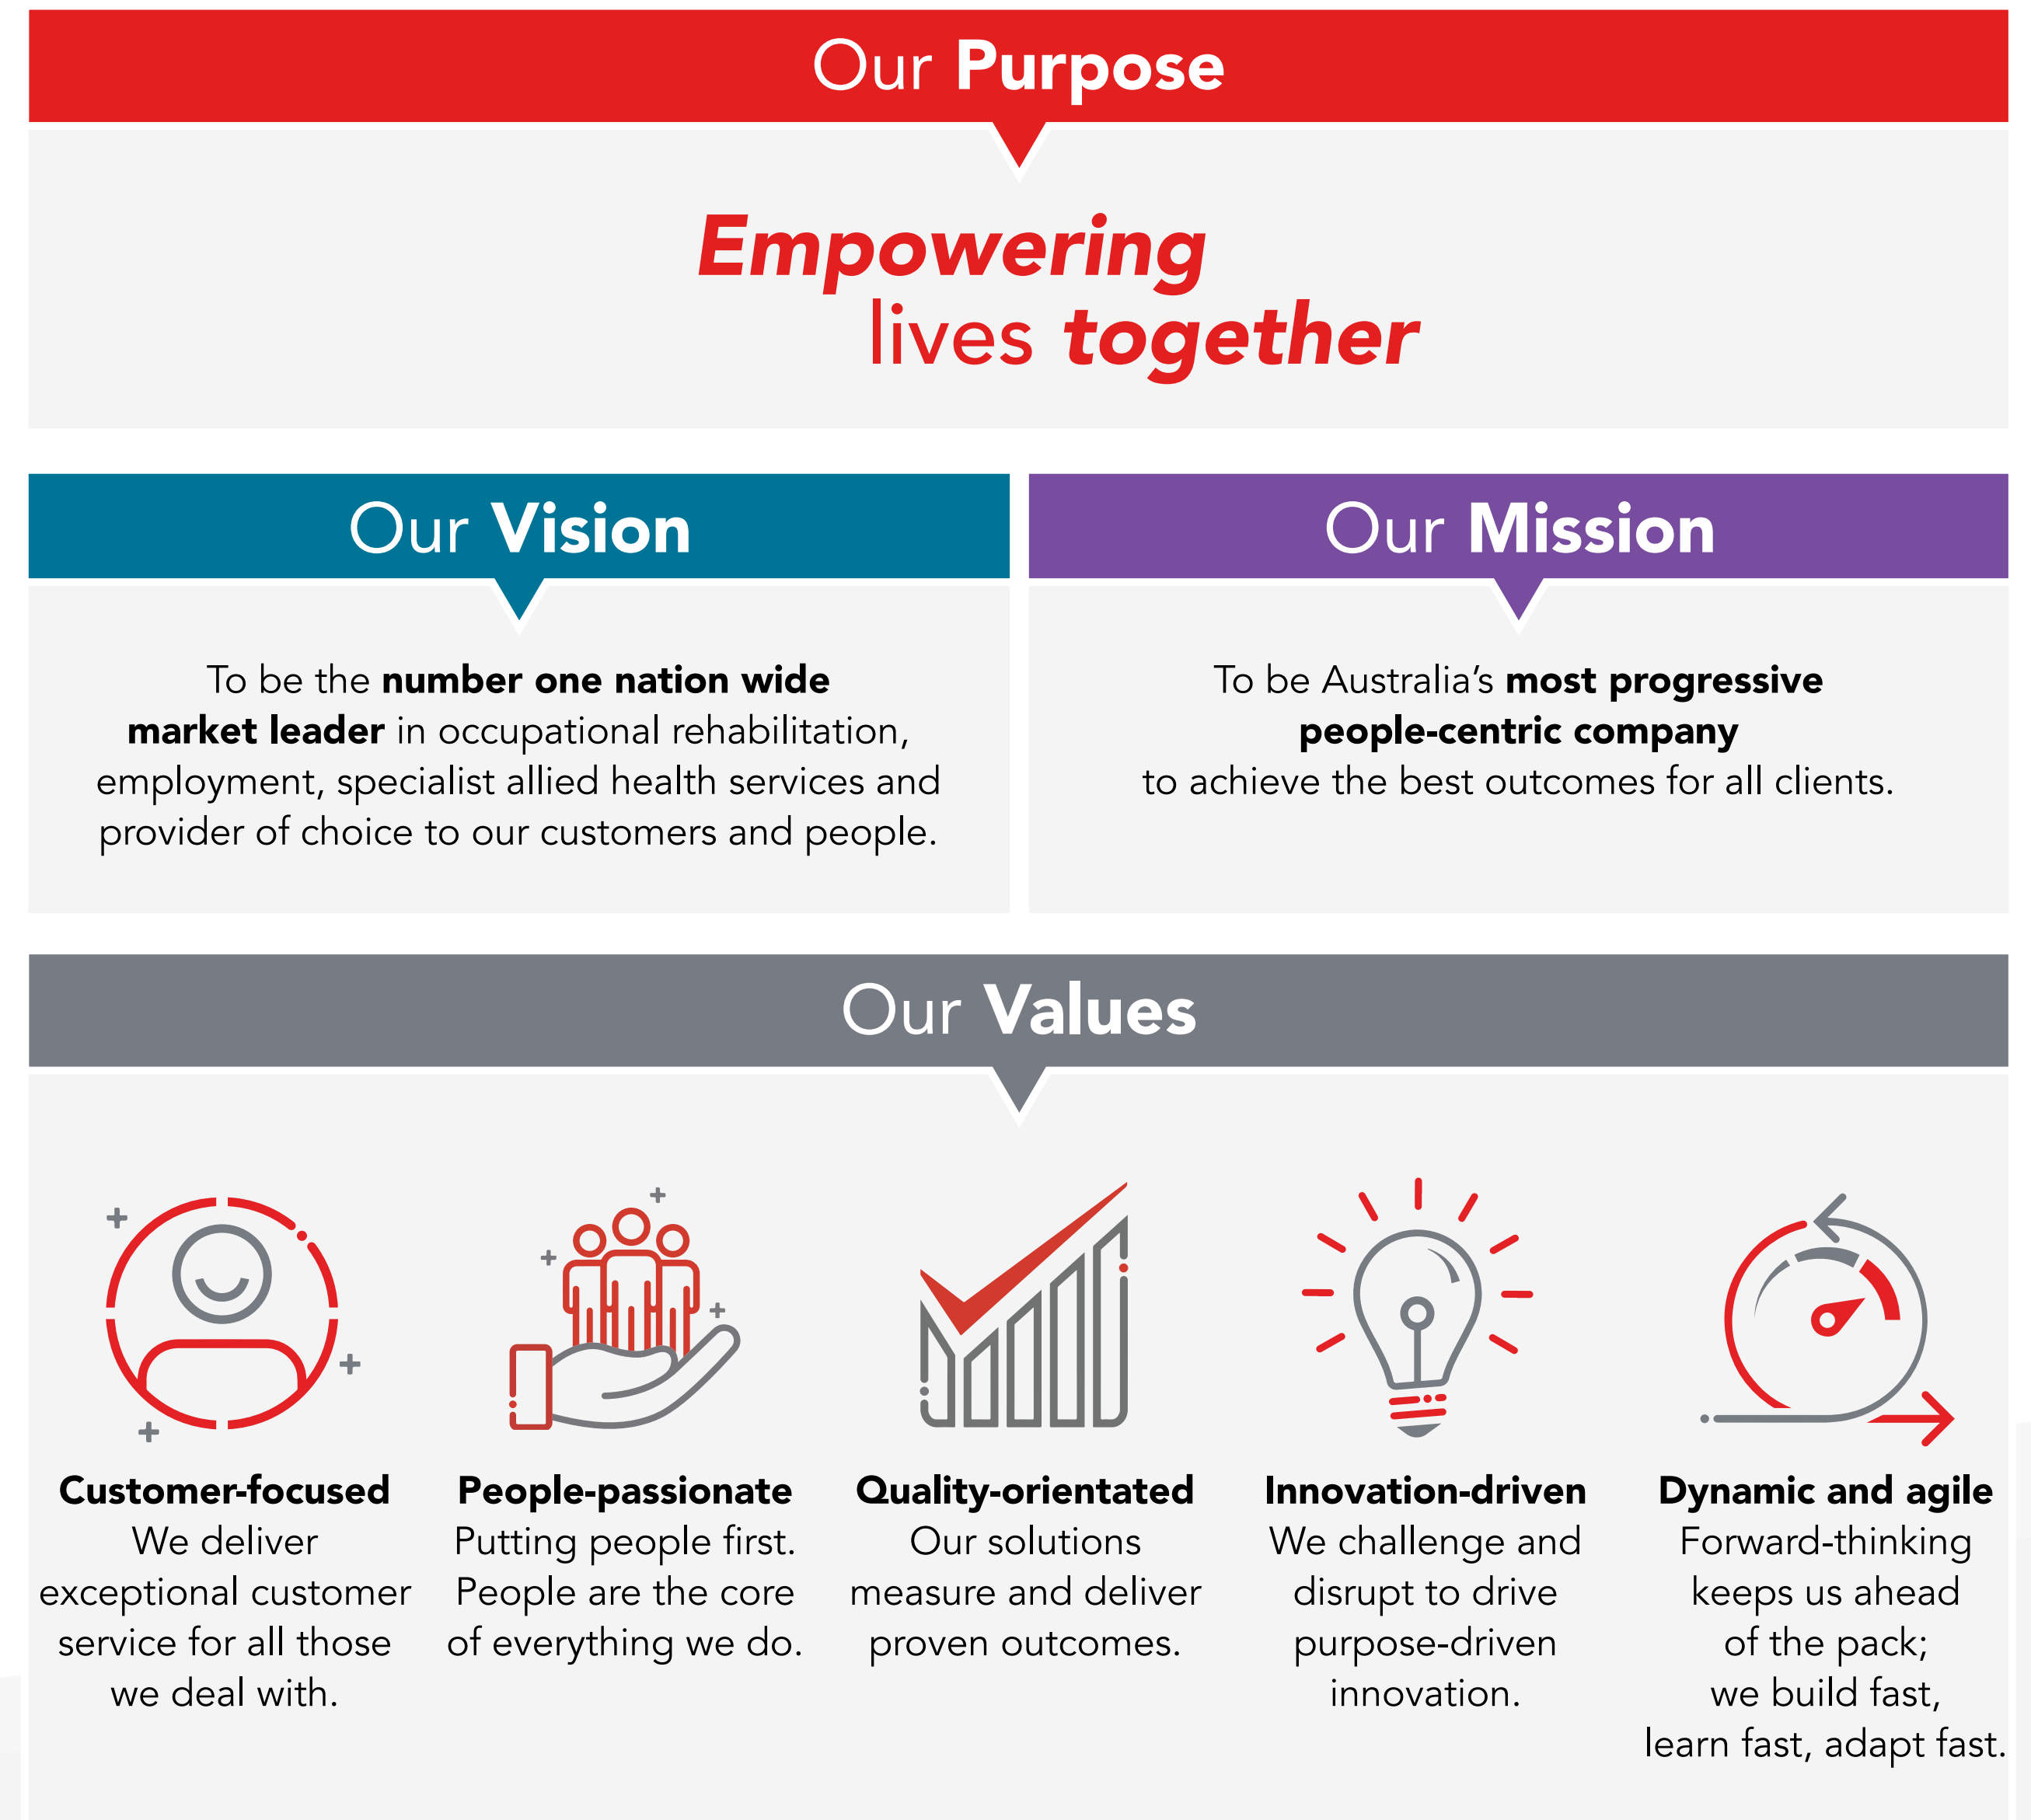 Our Purpose
Empowering
lives together
Our Vision
To be the number one nation wide
market leader in occupational rehabilitation,
employment, specialist allied health services and
provider of choice to our customers and people.
Our Mission
To be Australia’s most progressive
people-centric company
to achieve the best outcomes for all clients.
Our Values
Customer-focused
We deliver
exceptional customer
service for all those
we deal with.
People-passionate
Putting people first.
People are the core
of everything we do.
Quality-orientated
Our solutions
measure and deliver
proven outcomes.
Innovation-driven
We challenge and
disrupt to drive
purpose-driven
innovation.
Dynamic and agile
Forward-thinking
keeps us ahead
of the pack;
we build fast,
learn fast, adapt fast.